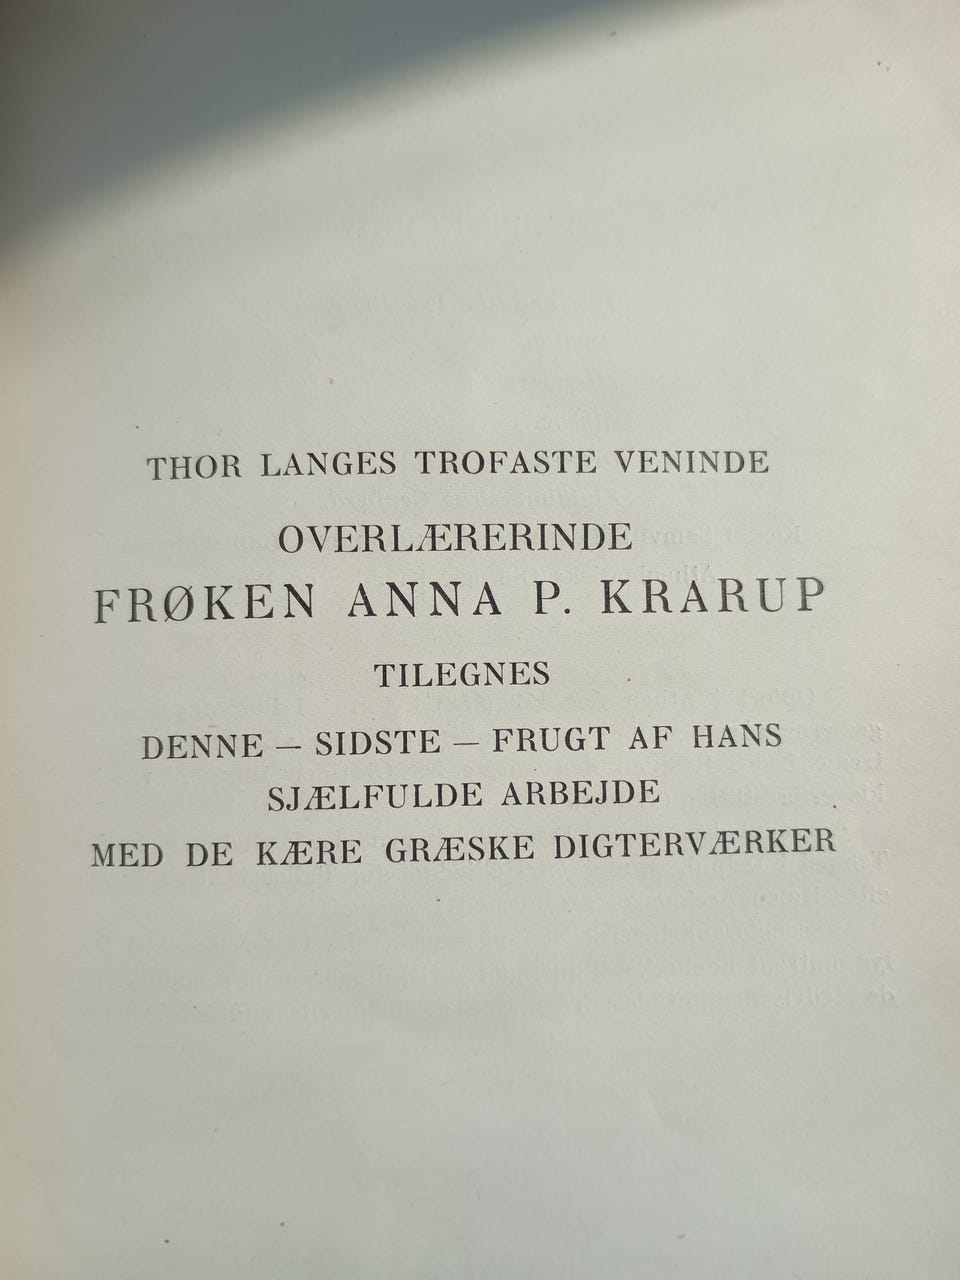 THOR LANGES TROFASTE VENINDE
OVERLÆRERINDE
FRØKEN ANNA P. KRARUP
TILEGNES
DENNE — SIDSTE — FRUGT AF HANS
SJÆLFULDE ARBEJDE
MED DE KÆRE GRÆSKE DIGTERVÆRKER